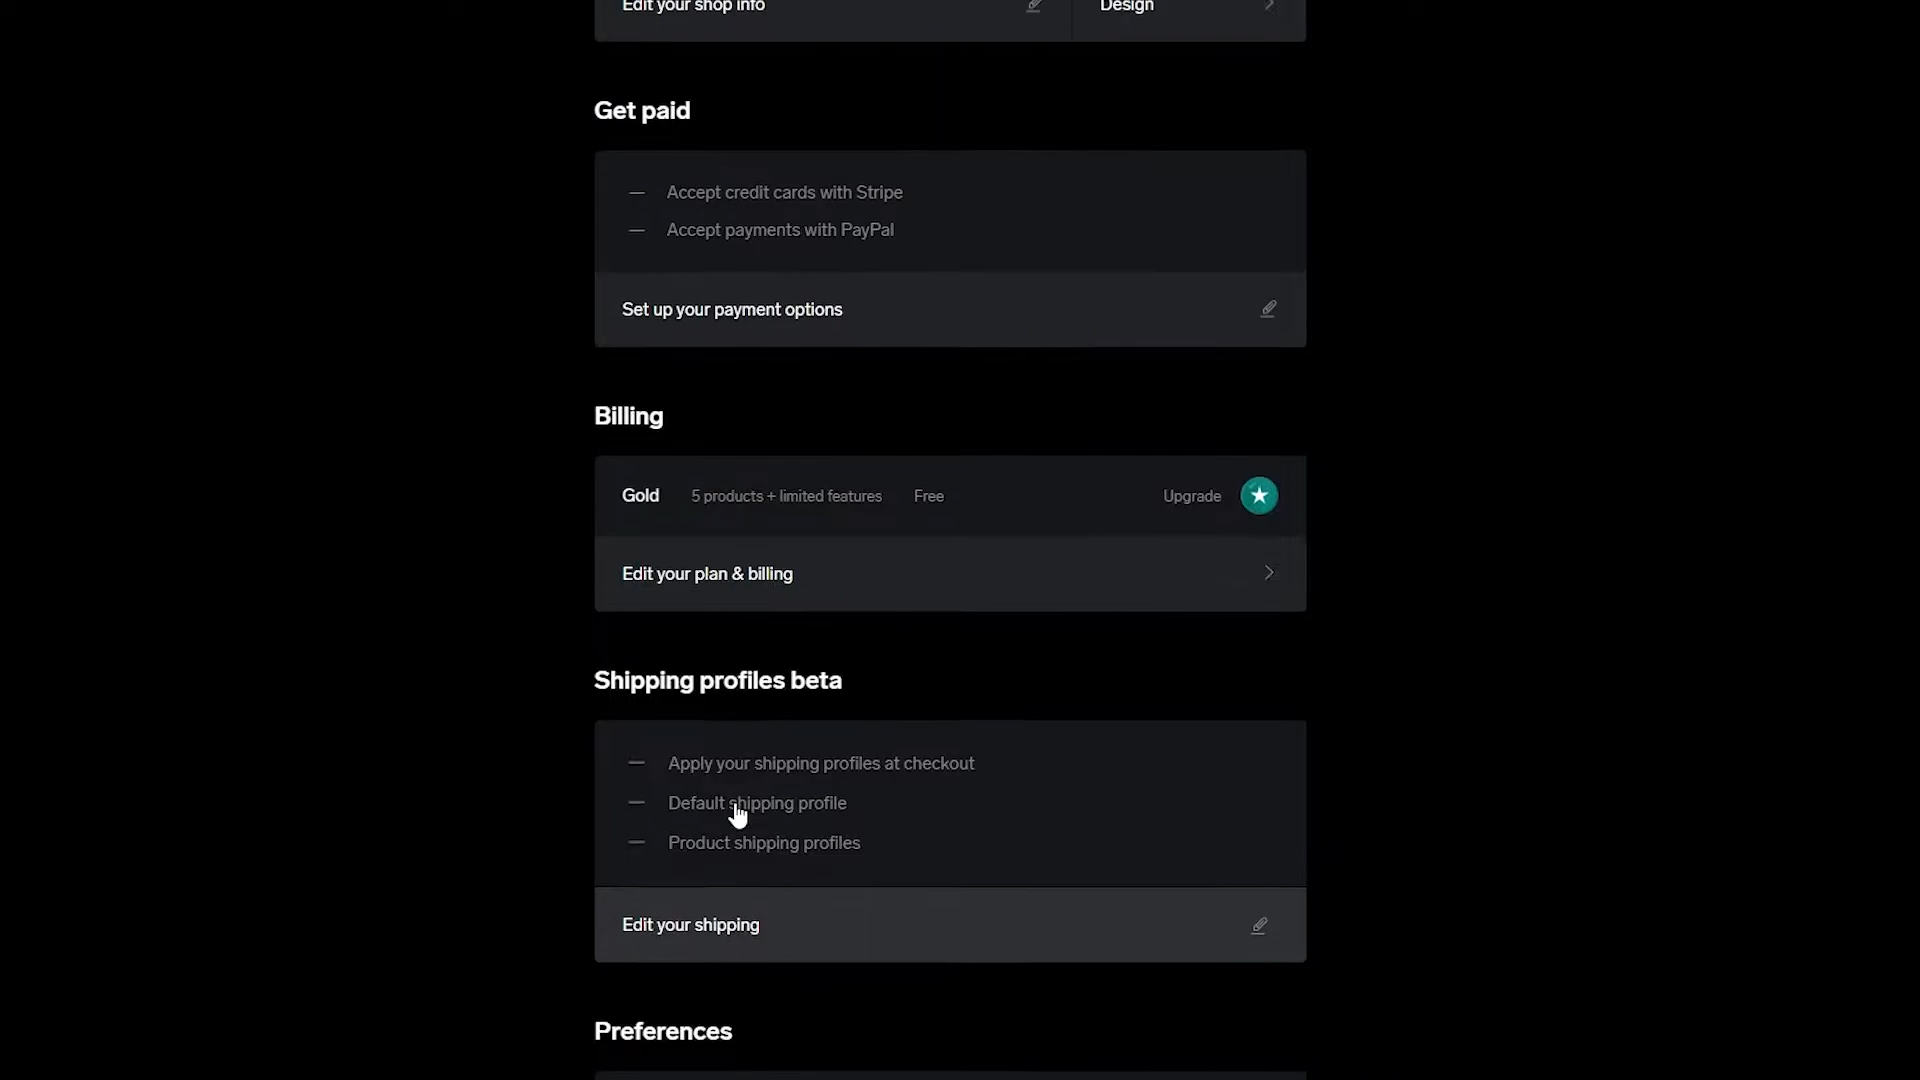 Edit your shop info
Design
Get paid
Accept credit cards with Stripe
Accept payments with PayPal
Set up your payment options
Billing
Gold 5 products + limited features Free Upgrade
Edit your plan & billing
Shipping profiles beta
Apply your shipping profiles at checkout
Default shipping profile
Product shipping profiles
Edit your shipping
Preferences